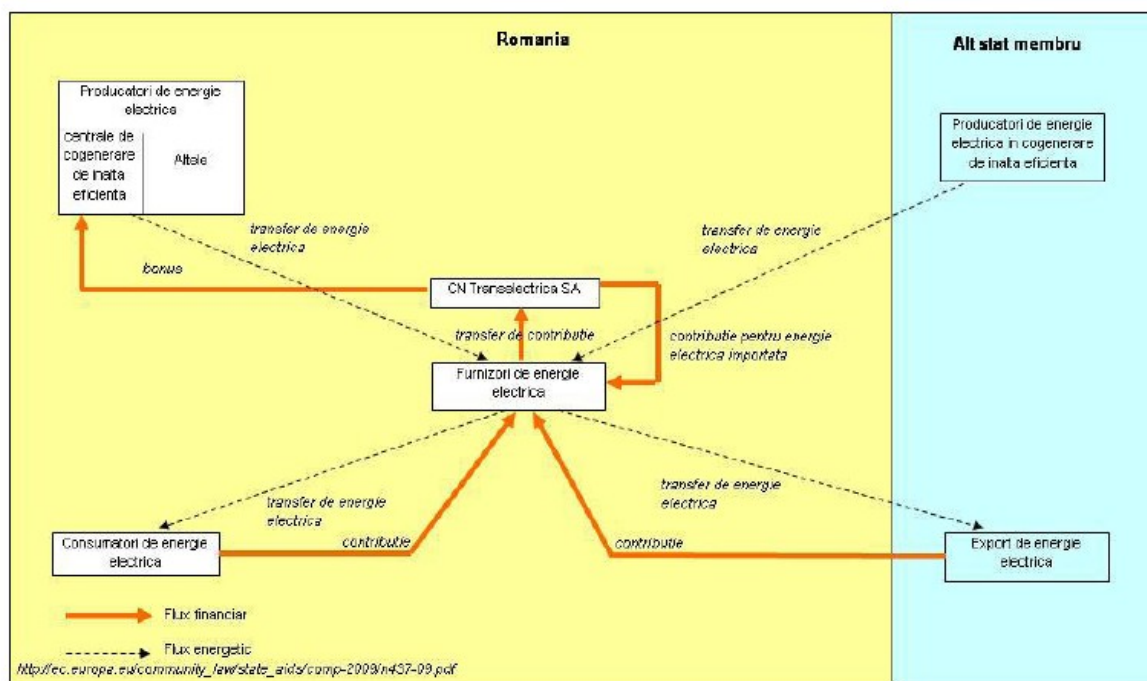 Romania
Alt stat membru
Producatori de energie
electrica
centrale de
cogenerare
de inalta
eficienta
Altele
Producatori de energie
electrica in cogenerare
de inalta eficienta
transfer de energie
electrica
transfer de energie
electrica
bonus
CN Transelectrica SA
transfer de contributie
contributie pentru energie
electrica importata
Furnizori de energie
electrica
transfer de energie
electrica
transfer de energie
electrica
Consumatori de energie
electrica
contributie
contributie
Export de energie
electrica
Flux financiar
Flux energetic
http://ec.europa.eu/community_law/state_aids/comp-2009/n437-09.pdf